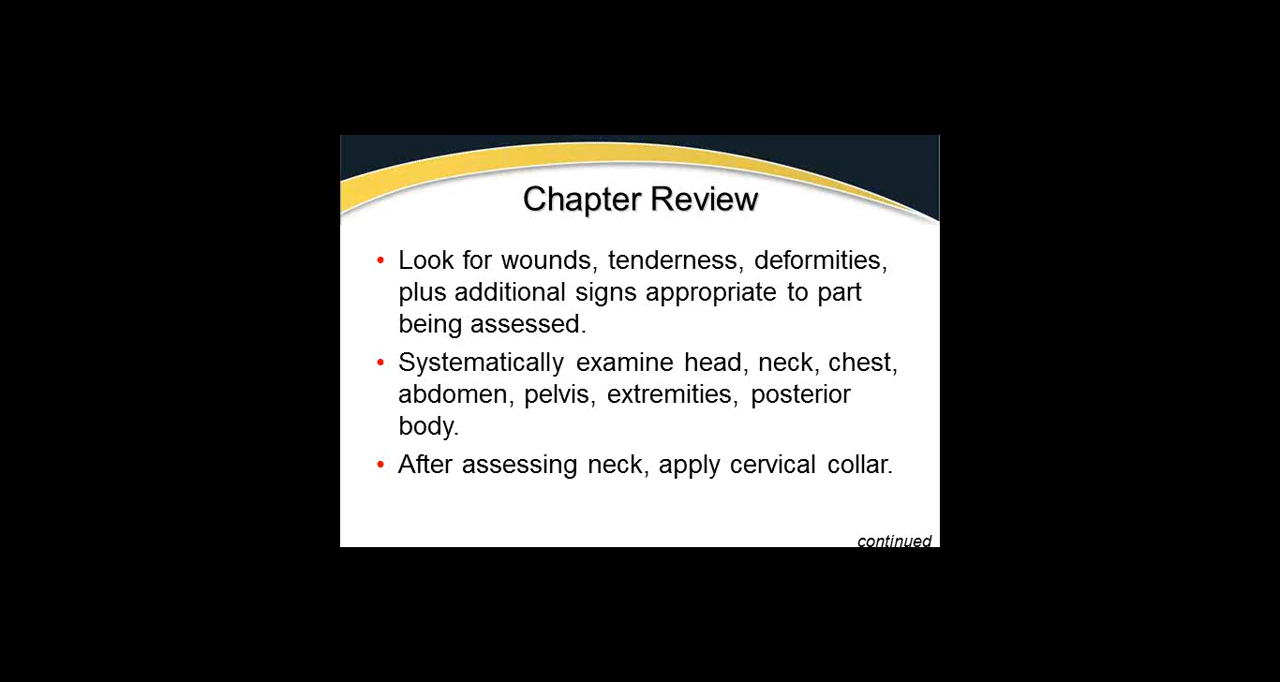 Chapter Review
• Look for wounds, tenderness, deformities,
plus additional signs appropriate to part
being assessed.
• Systematically examine head, neck, chest,
abdomen, pelvis, extremities, posterior
body.
• After assessing neck, apply cervical collar.
continued